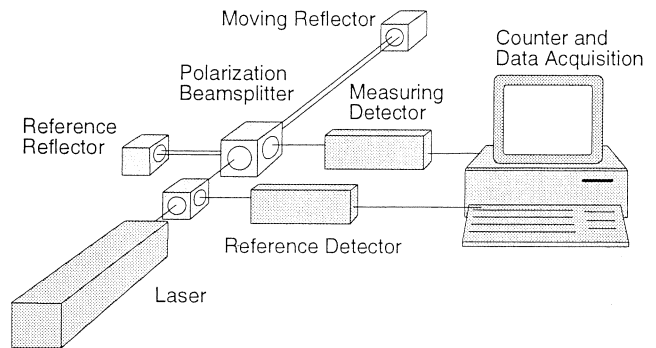 Moving Reflector
Counter and
Data Acquisition
Polarization
Beamsplitter
Measuring
Detector
Reference
Reflector
Reference Detector
Laser